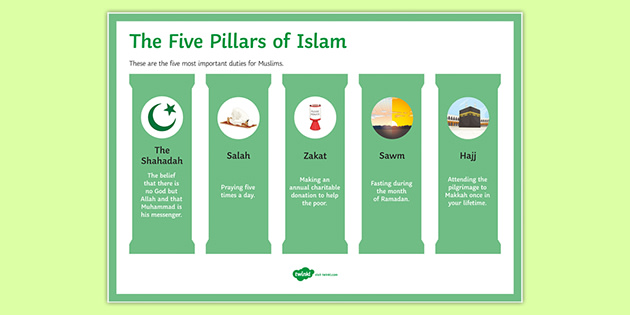 The Five Pillars of Islam
These are the five most important duties for Muslims.
The
Shahadah
The belief
that there is
no God but
Allah and that
Muhammad is
his messenger.
Salah
Praying five
times a day.
Zakat
Making an
annual charitable
donation to help
the poor.
Sawm
Fasting during
the month
of Ramadan.
Hajj
Attending the
pilgrimage to
Makkah once in
your lifetime.
twinkl